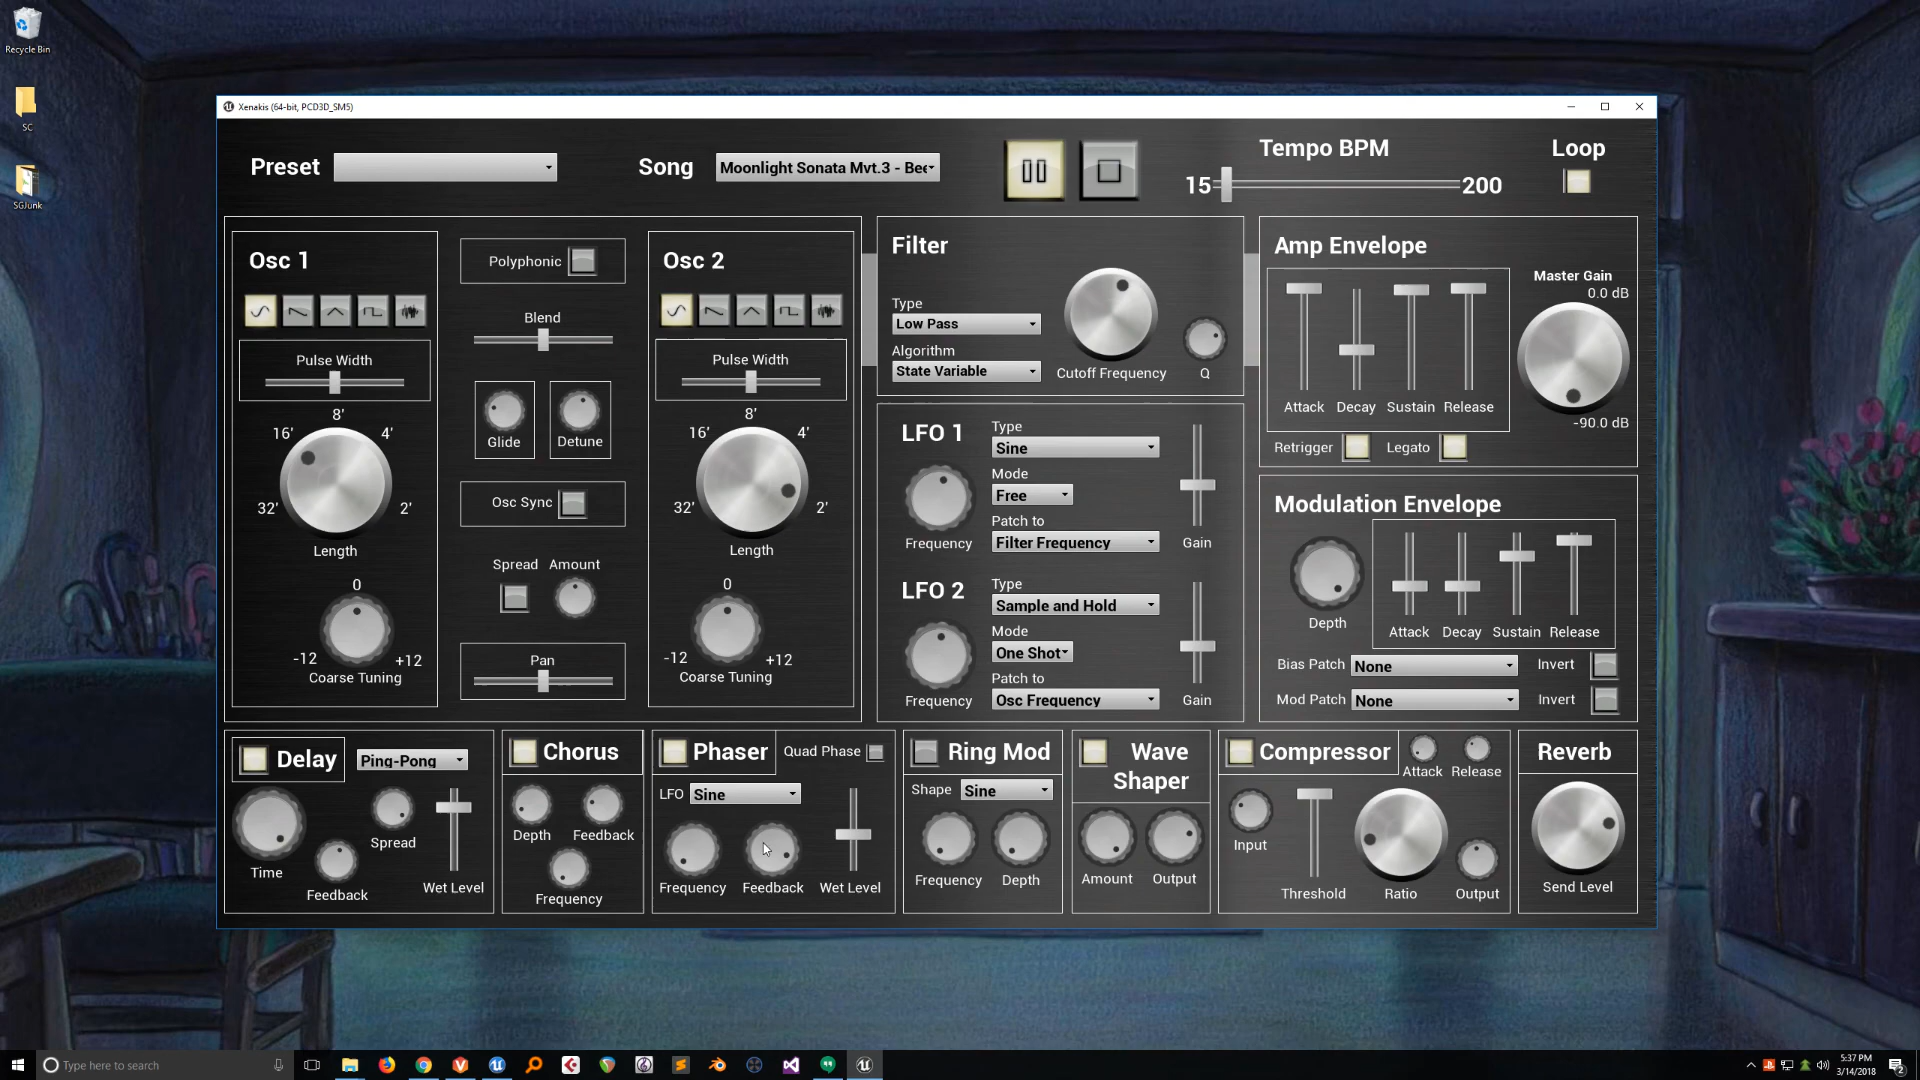 Recycle Bin
SC
SGJunk
Xenakis (64-bit, PCD3D_SM5)
Preset
Song
Moonlight Sonata Mvt.3 - Bee
Tempo BPM
15
200
Loop
Osc 1
Pulse Width
8'
16'
4'
32'
2'
Length
0
-12
+12
Coarse Tuning
Polyphonic
Blend
Glide
Detune
Osc Sync
Spread
Amount
Pan
Osc 2
Pulse Width
8'
16'
4'
32'
2'
Length
0
-12
+12
Coarse Tuning
Filter
Type
Low Pass
Algorithm
State Variable
Cutoff Frequency
Q
LFO 1
Frequency
Type
Sine
Mode
Free
Patch to
Filter Frequency
Gain
LFO 2
Frequency
Type
Sample and Hold
Mode
One Shot
Patch to
Osc Frequency
Gain
Amp Envelope
Attack
Decay
Sustain
Release
Master Gain
0.0 dB
-90.0 dB
Retrigger
Legato
Modulation Envelope
Depth
Attack
Decay
Sustain
Release
Bias Patch
None
Invert
Mod Patch
None
Invert
Delay
Ping-Pong
Time
Feedback
Spread
Wet Level
Chorus
Depth
Feedback
Frequency
Phaser
Quad Phase
LFO
Sine
Frequency
Feedback
Wet Level
Ring Mod
Shape
Sine
Frequency
Depth
Wave
Shaper
Amount
Output
Compressor
Attack
Release
Input
Threshold
Ratio
Output
Reverb
Send Level
Type here to search
5:37 PM
3/14/2018
2